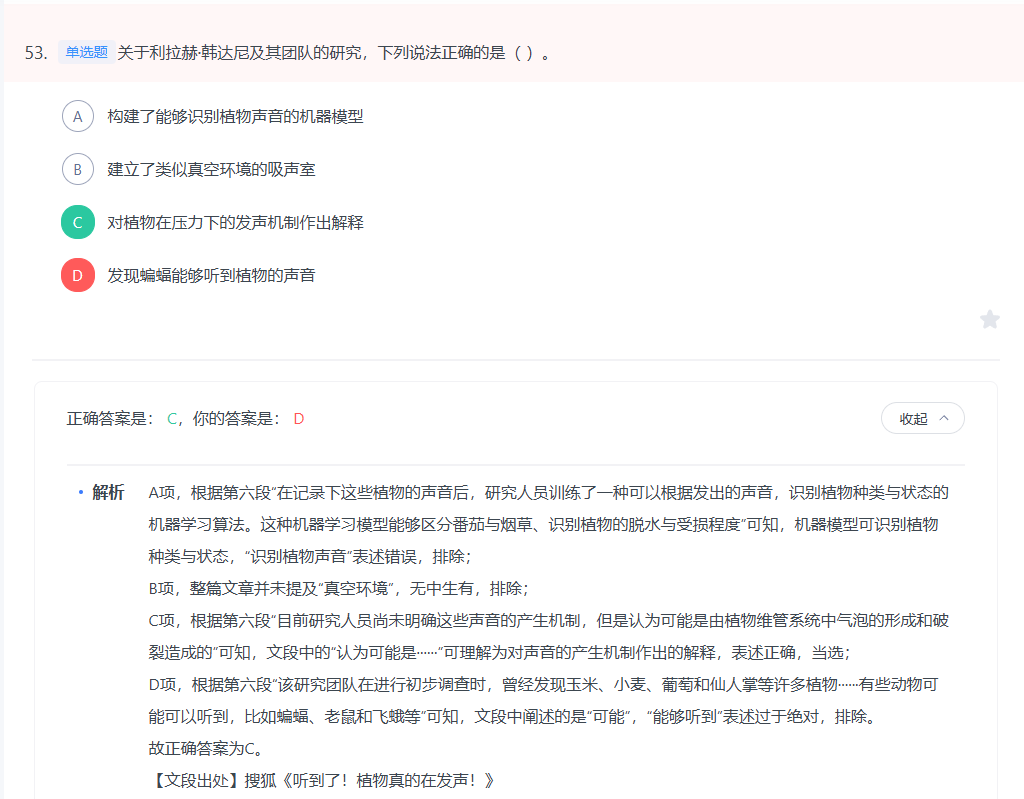 53. 单选题 关于利拉赫·韩达尼及其团队的研究，下列说法正确的是（ ）。
A 构建了能够识别植物声音的机器模型
B 建立了类似真空环境的吸声室
C 对植物在压力下的发声机制作出解释
D 发现蝙蝠能够听到植物的声音
正确答案是： C，你的答案是： D 收起
解析 A项，根据第六段“在记录下这些植物的声音后，研究人员训练了一种可以根据发出的声音，识别植物种类与状态的
机器学习算法。这种机器学习模型能够区分番茄与烟草、识别植物的脱水与受损程度”可知，机器模型可识别植物
种类与状态，“识别植物声音”表述错误，排除；
B项，整篇文章并未提及“真空环境”，无中生有，排除；
C项，根据第六段“目前研究人员尚未明确这些声音的产生机制，但是认为可能是由植物维管系统中气泡的形成和破
裂造成的”可知，文段中的“认为可能是······”可理解为对声音的产生机制作出的解释，表述正确，当选；
D项，根据第六段“该研究团队在进行初步调查时，曾经发现玉米、小麦、葡萄和仙人掌等许多植物······有些动物可
能可以听到，比如蝙蝠、老鼠和飞蛾等”可知，文段中阐述的是“可能”，“能够听到”表述过于绝对，排除。
故正确答案为C。
【文段出处】搜狐《听到了！植物真的在发声！》